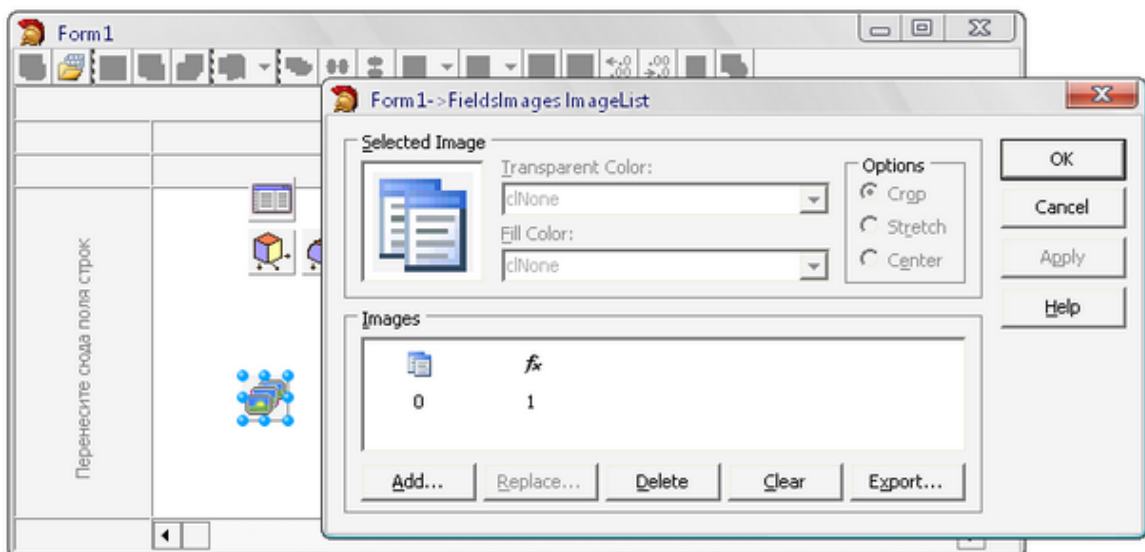 Form1
Form1->FieldsImages ImageList
Selected Image
Transparent Color:
clNone
Fill Color:
clNone
Options
Crop
Stretch
Center
OK
Cancel
Apply
Help
Перенесите сюда поля строк
Images
fx
0 1
Add... Replace... Delete Clear Export...